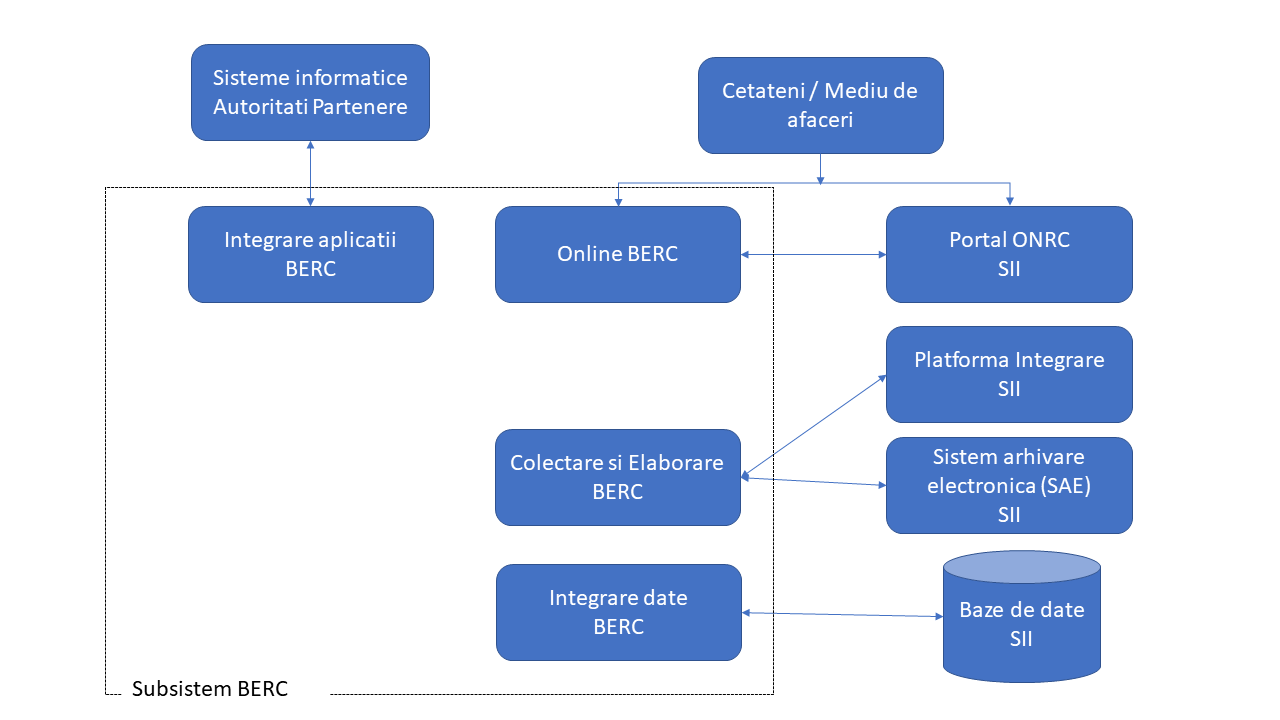 Sisteme informatice
Autoritati Partenere
Cetateni / Mediu de
afaceri
Integrare aplicatii
BERC
Online BERC
Portal ONRC
SII
Platforma Integrare
SII
Colectare si Elaborare
BERC
Sistem arhivare
electronica (SAE)
SII
Integrare date
BERC
Baze de date
SII
Subsistem BERC